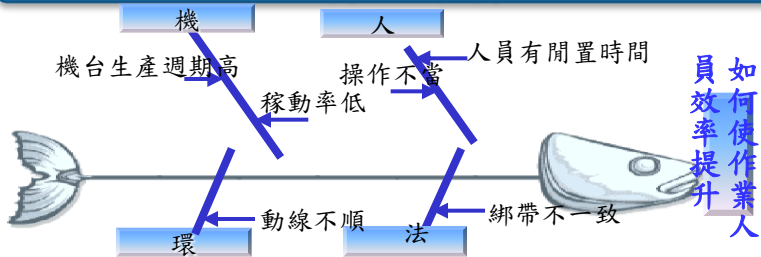 機
人
機台生產週期高
稼動率低
人員有閒置時間
操作不當
如何使作業人
員效率提升
動線不順
綁帶不一致
環
法